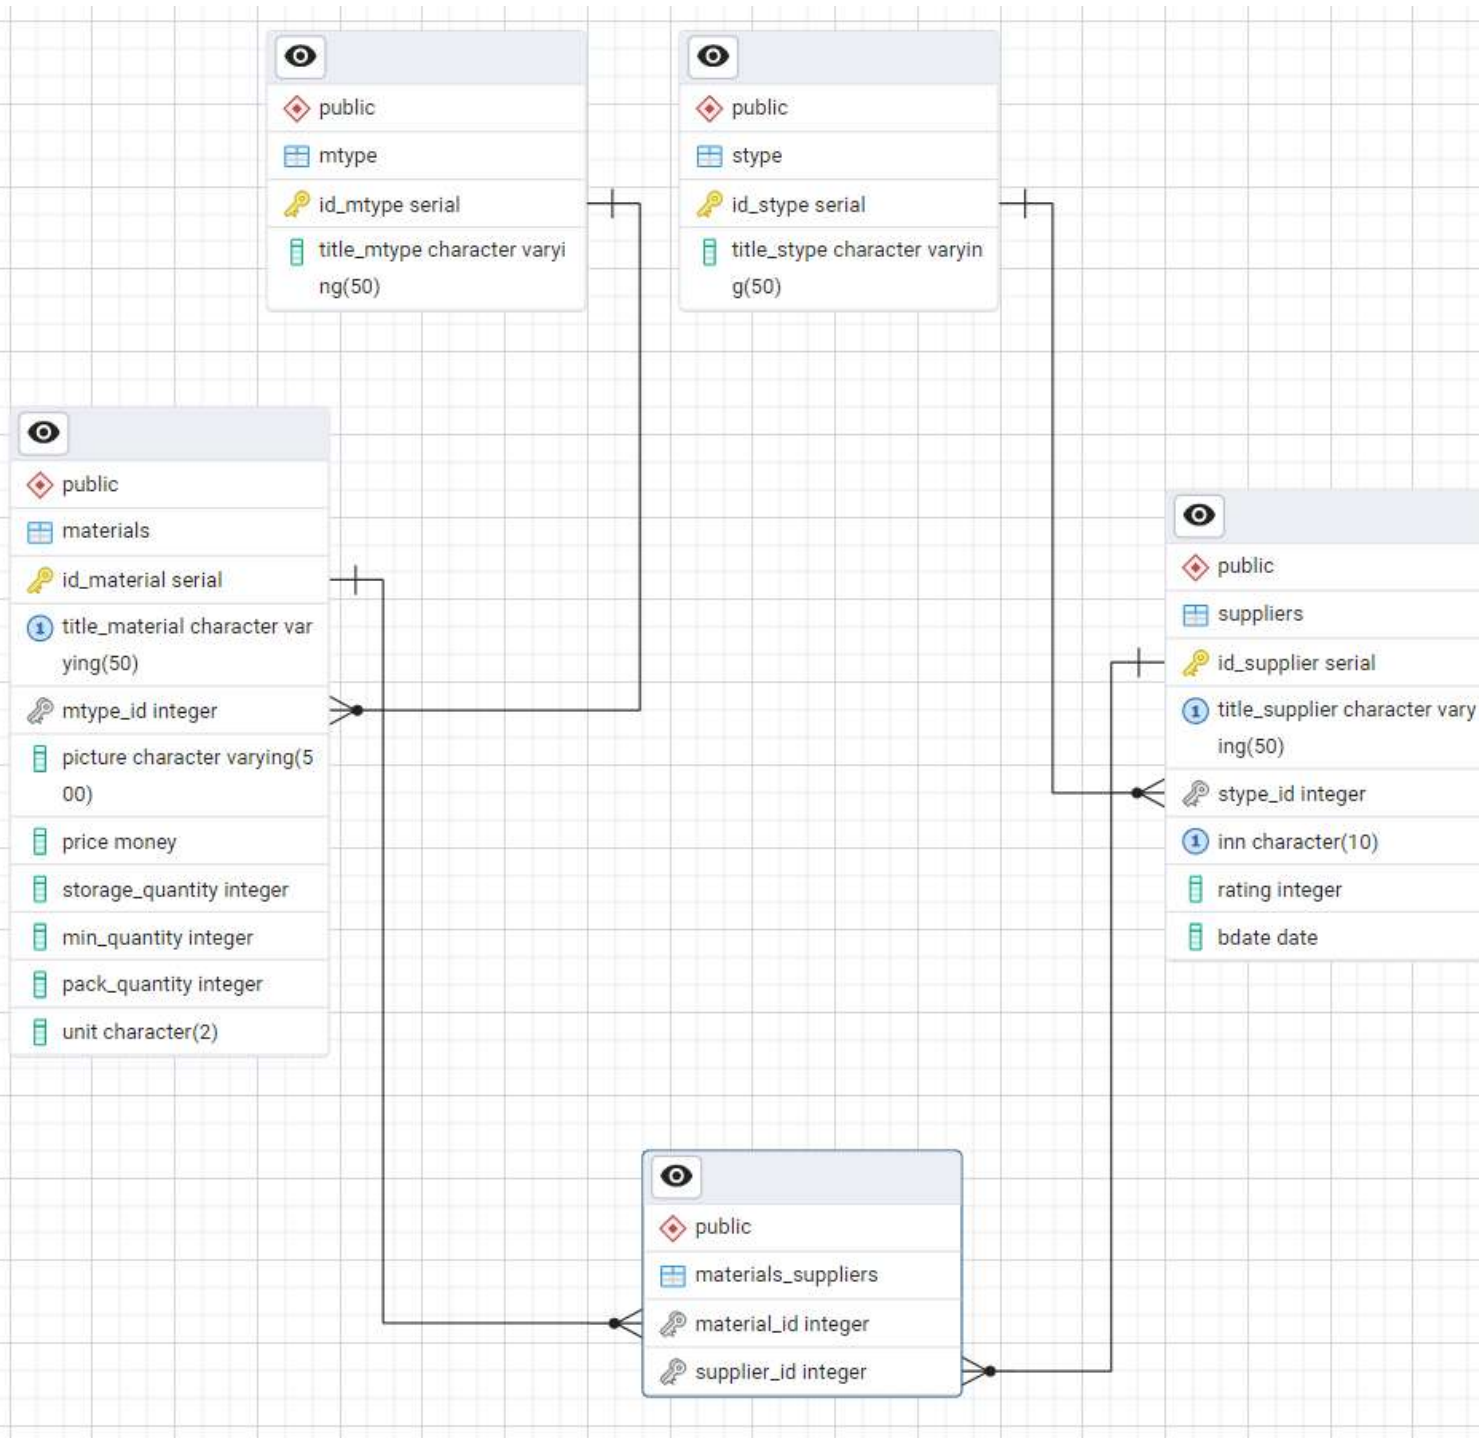 public
mtype
id_mtype serial
title_mtype character varyi
ng(50)
public
stype
id_stype serial
title_stype character varyin
g(50)
public
materials
id_material serial
1 title_material character var
ying(50)
mtype_id integer
picture character varying(5
00)
price money
storage_quantity integer
min_quantity integer
pack_quantity integer
unit character(2)
public
suppliers
id_supplier serial
1 title_supplier character vary
ing(50)
stype_id integer
1 inn character(10)
rating integer
bdate date
public
materials_suppliers
material_id integer
supplier_id integer